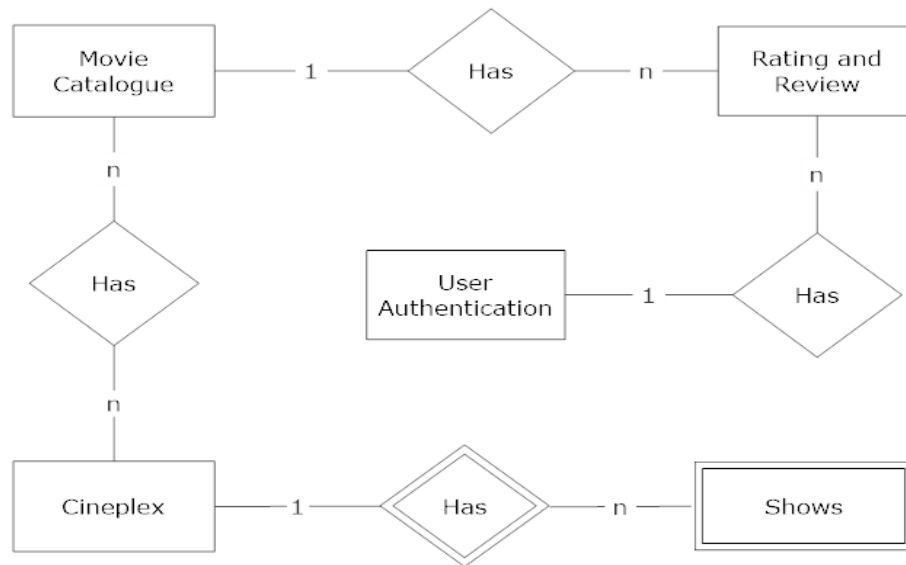 Movie
Catalogue
1
Has
n
Rating and
Review
n
n
Has
User
Authentication
1
Has
n
Cineplex
1
Has
n
Shows